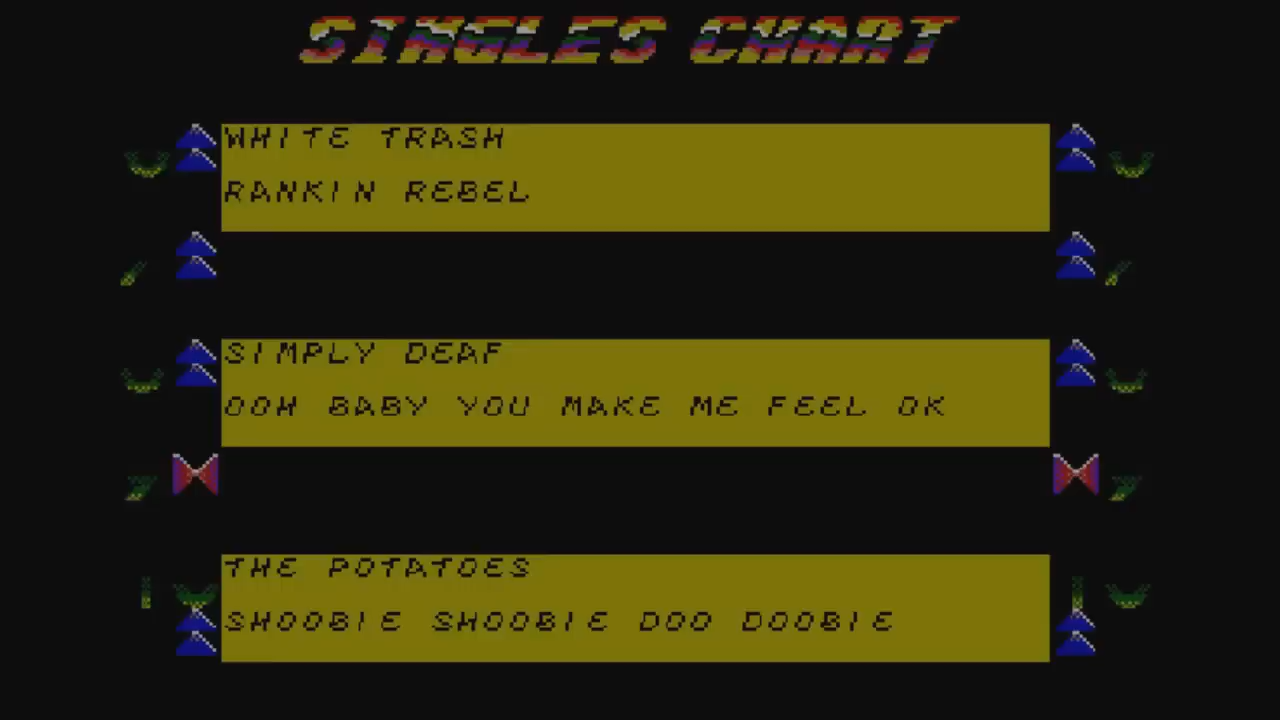 SINGLES CHART
WHITE TRASH
RANKIN REBEL
SIMPLY DEAF
OOH BABY YOU MAKE ME FEEL OK
THE POTATOES
SHOOBIE SHOOBIE DOO DOOBIE